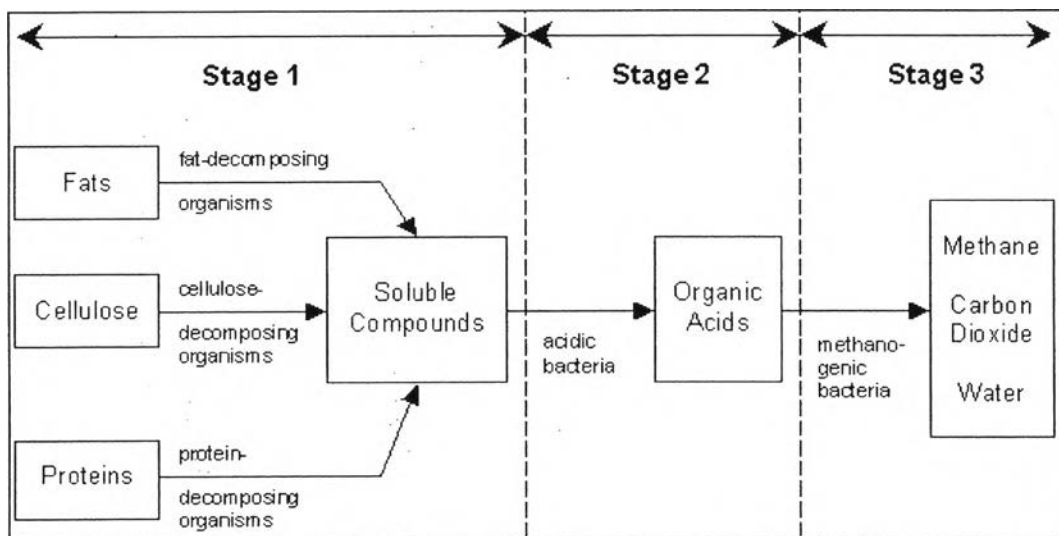 Stage 1
Stage 2
Stage 3
Fats
fat-decomposing
organisms
Cellulose
cellulose-
decomposing
organisms
Proteins
protein-
decomposing
organisms
Soluble
Compounds
acidic
bacteria
Organic
Acids
methano-
genic
bacteria
Methane
Carbon
Dioxide
Water